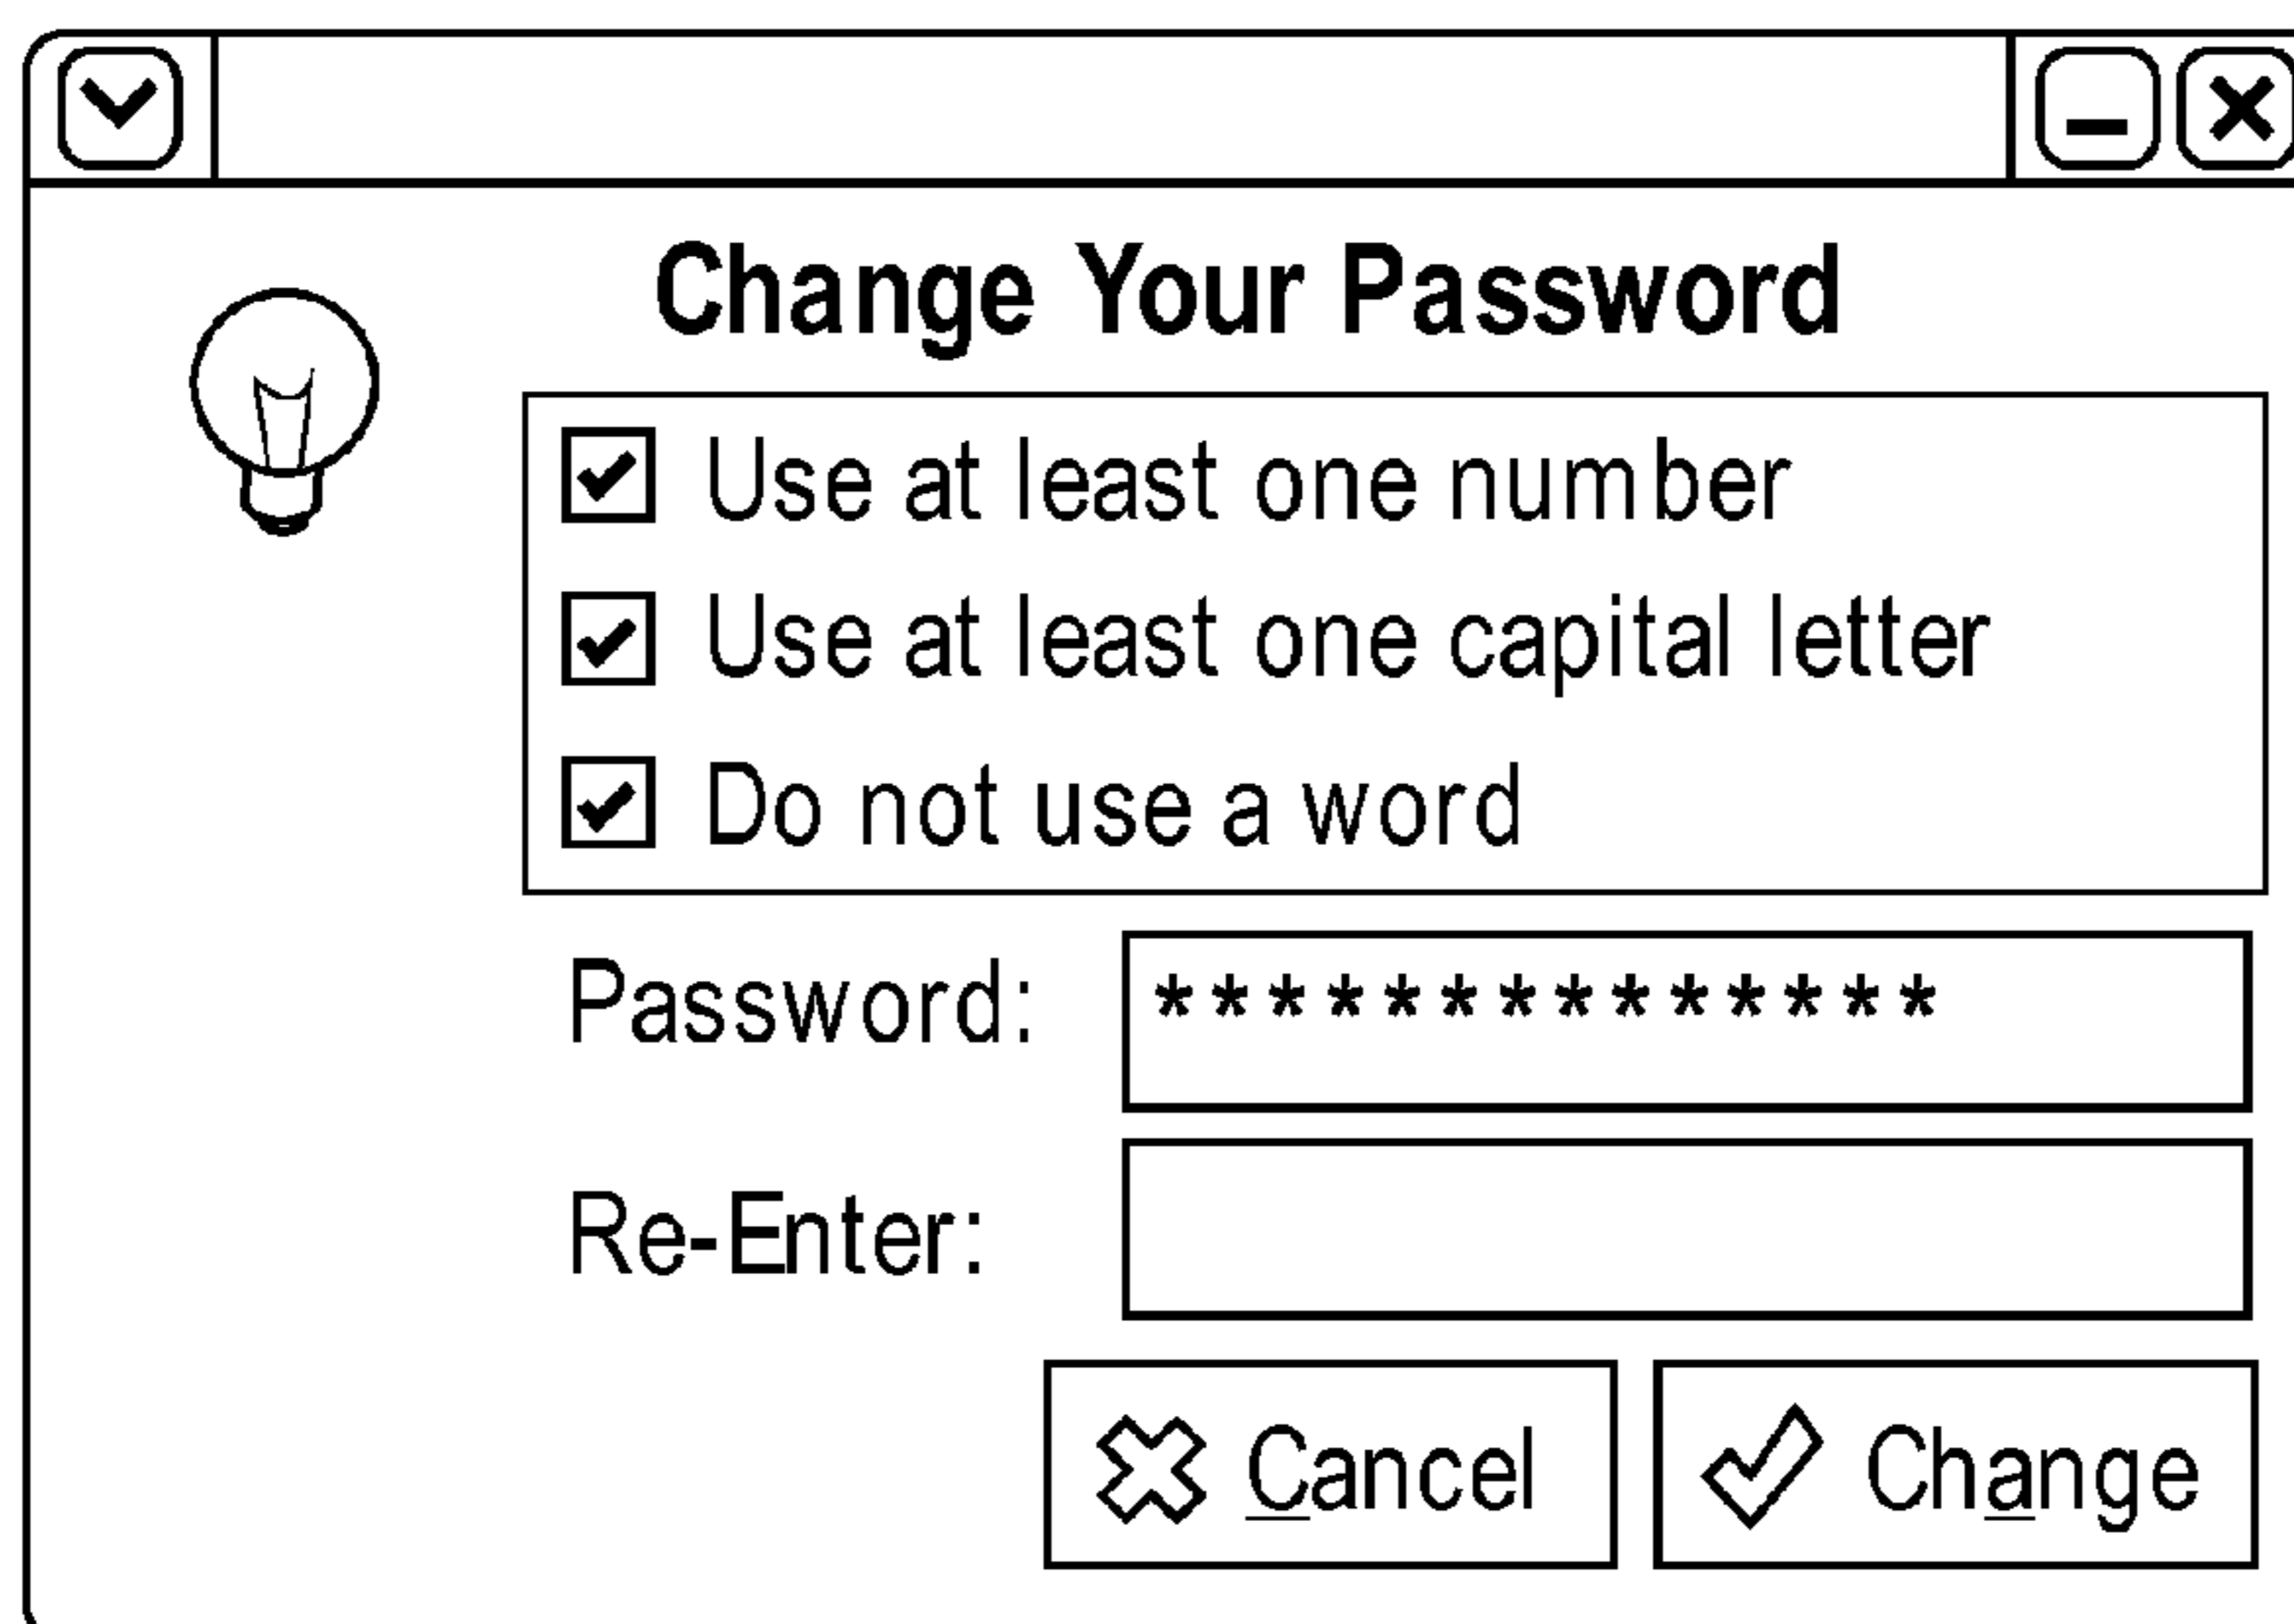 Change Your Password
Use at least one number
Use at least one capital letter
Do not use a word
Password: **************
Re-Enter:
Cancel
Change